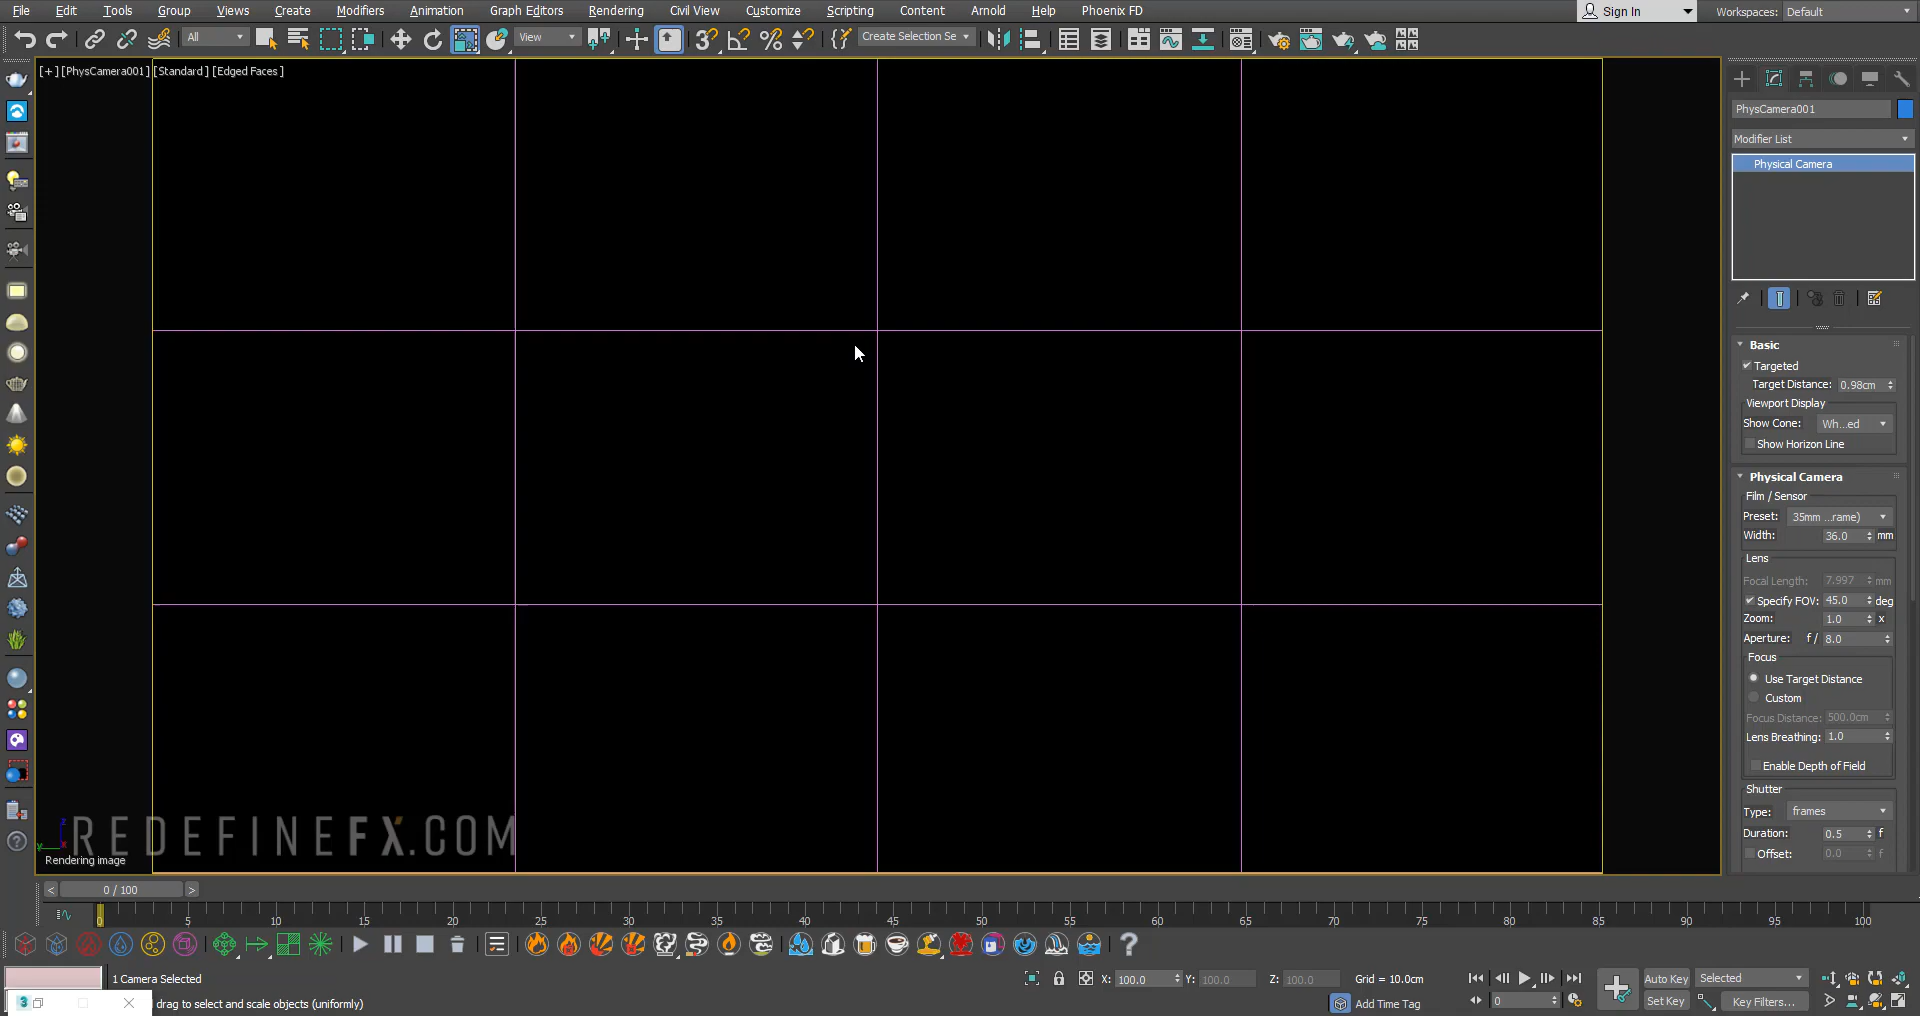 File Edit Tools Group Views Create Modifiers Animation Graph Editors Rendering Civil View Customize Scripting Content Arnold Help Phoenix FD Sign In Workspaces: Default
All View Create Selection Se
[+] [PhysCamera001] [Standard] [Edged Faces]
PhysCamera001
Modifier List
Physical Camera
Basic
Targeted
Target Distance: 0.98cm
Viewport Display
Show Cone: Wh...ed
Show Horizon Line
Physical Camera
Film / Sensor
Preset: 35mm ...rame)
Width: 36.0 mm
Lens
Focal Length: 7.997 mm
Specify FOV: 45.0 deg
Zoom: 1.0 x
Aperture: f/ 8.0
Focus
Use Target Distance
Custom
Focus Distance: 500.0cm
Lens Breathing: 1.0
Enable Depth of Field
Shutter
Type: frames
Duration: 0.5 f
Offset: 0.0 f
REDEFINEFX.COM
z
y x
Rendering image
< 0 / 100 >
0 5 10 15 20 25 30 35 40 45 50 55 60 65 70 75 80 85 90 95 100
1 Camera Selected
X: 100.0 Y: 100.0 Z: 100.0 Grid = 10.0cm
Auto Key Selected
3 drag to select and scale objects (uniformly)
Add Time Tag
0
Set Key Key Filters...